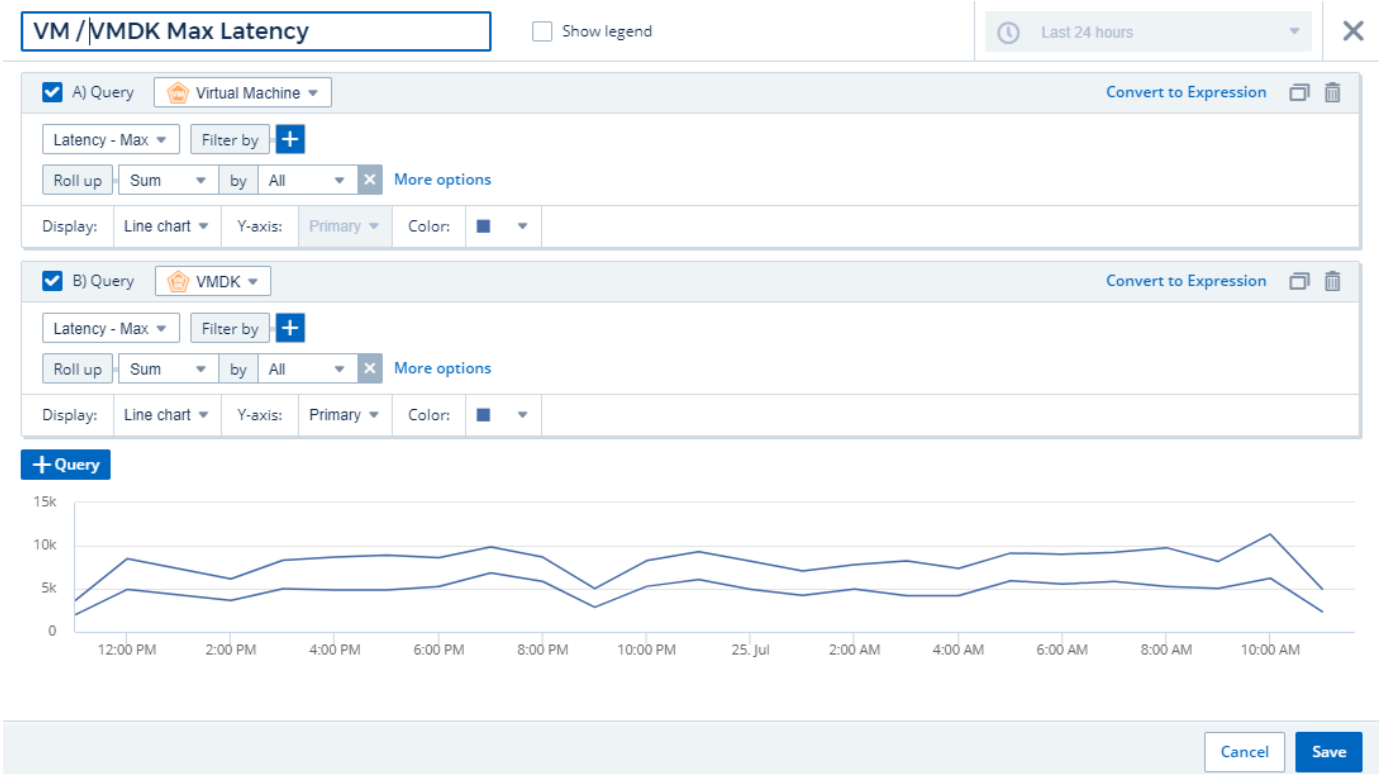 VM / VMDK Max Latency Show legend Last 24 hours
A) Query Virtual Machine Convert to Expression
Latency - Max Filter by +
Roll up Sum by All × More options
Display: Line chart Y-axis: Primary Color:
B) Query VMDK Convert to Expression
Latency - Max Filter by +
Roll up Sum by All × More options
Display: Line chart Y-axis: Primary Color:
+ Query
15k
10k
5k
0
12:00 PM 2:00 PM 4:00 PM 6:00 PM 8:00 PM 10:00 PM 25. Jul 2:00 AM 4:00 AM 6:00 AM 8:00 AM 10:00 AM
Cancel Save